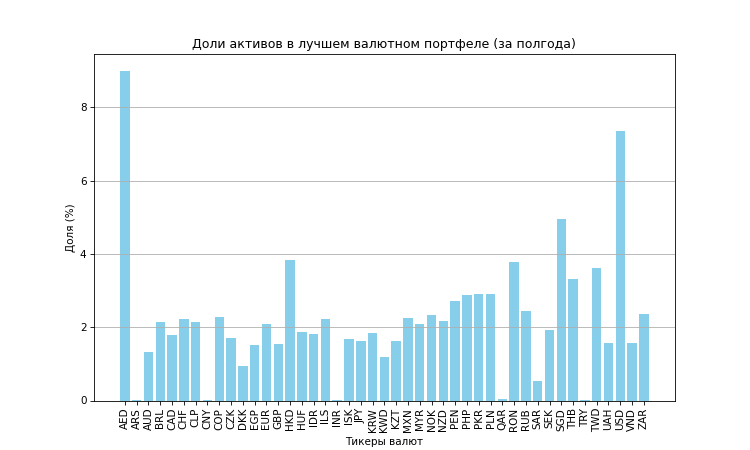 Доли активов в лучшем валютном портфеле (за полгода)
Доля (%)
8
6
4
2
0
AED ARS AUD BRL CAD CHF CLP CNY COP CZK DKK EGP EUR GBP HKD HUF IDR ILS INR ISK JPY KRW KWD KZT MXN MYR NOK NZD PEN PHP PKR PLN QAR RON RUB SAR SEK SGD THB TRY TWD UAH USD VND ZAR
Тикеры валют